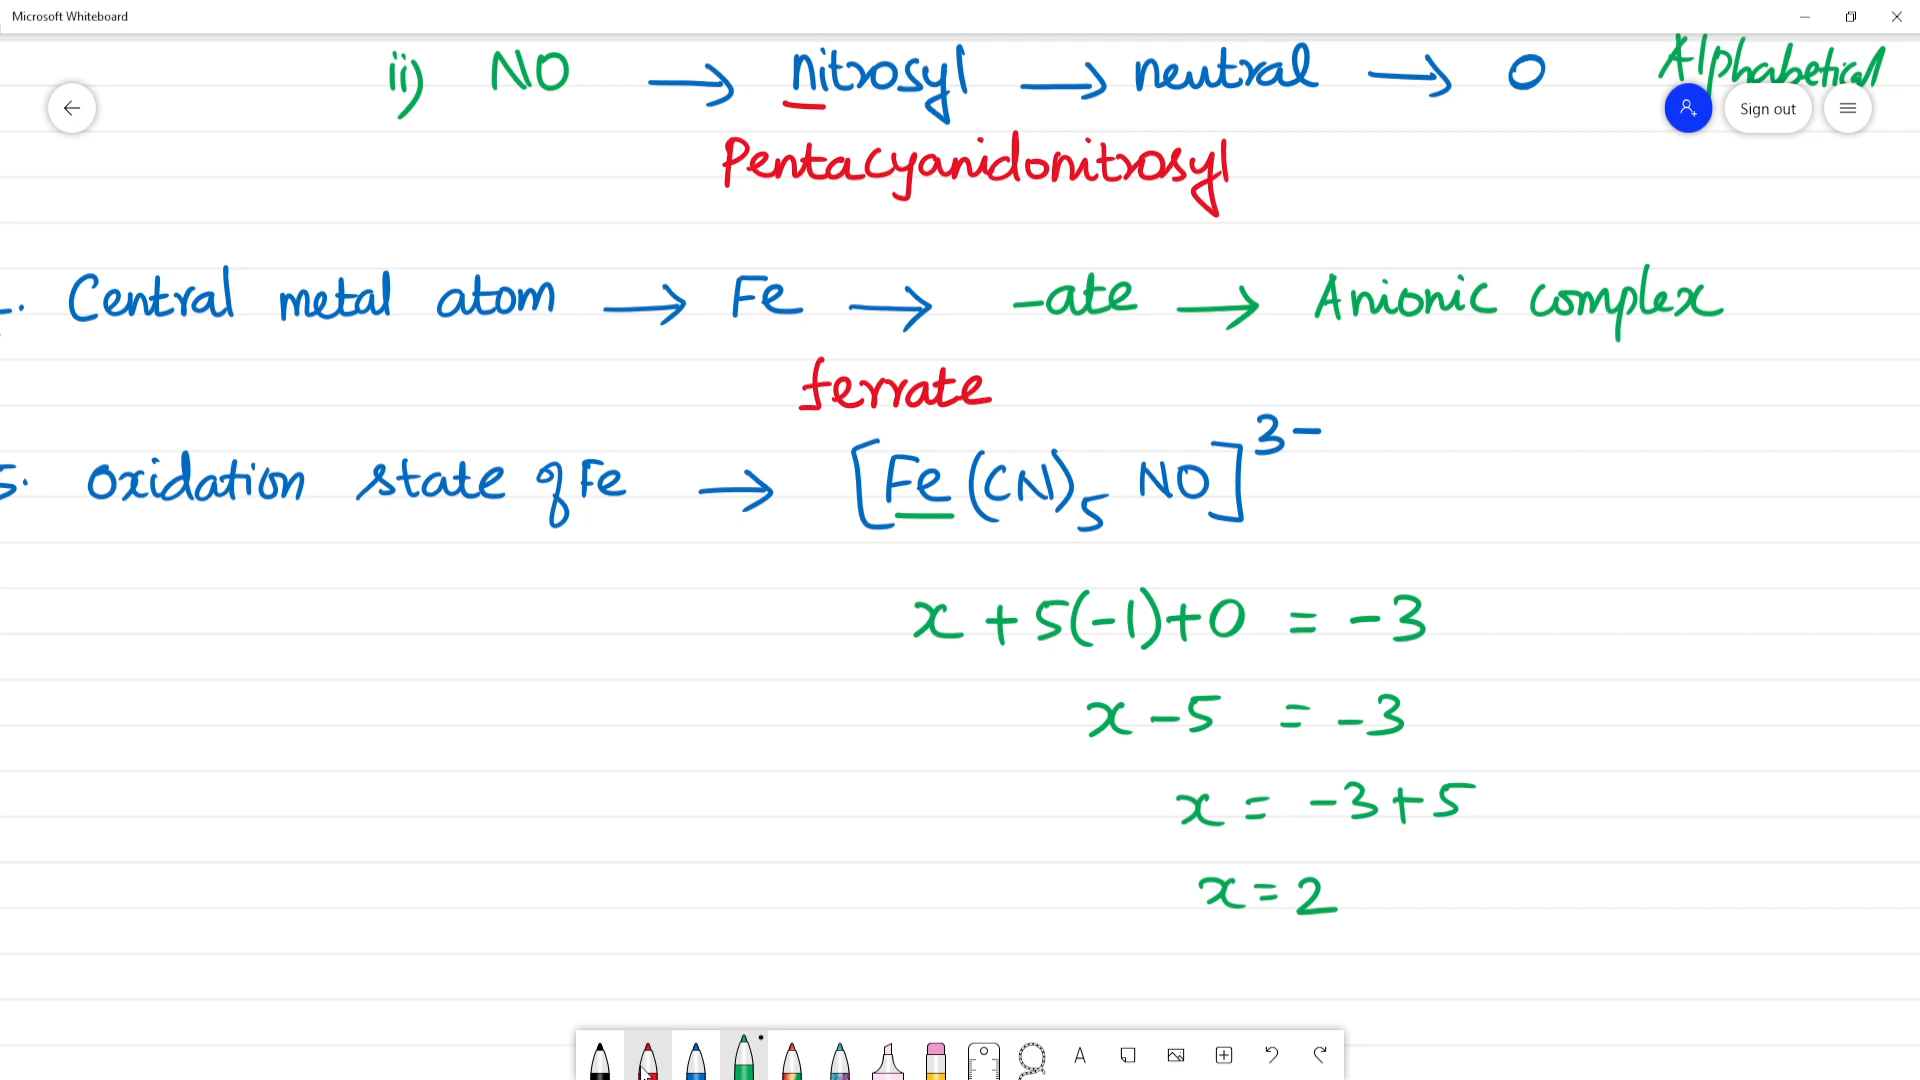 Microsoft Whiteboard
ii) NO → nitrosyl → neutral → 0 Alphabetical
Sign out
Pentacyanidonitrosyl
. Central metal atom → Fe → -ate → Anionic complex
ferrate
5. Oxidation state of Fe → [Fe(CN)₅ NO]³⁻
x + 5(-1)+0 = -3
x - 5 = -3
x = -3+5
x = 2